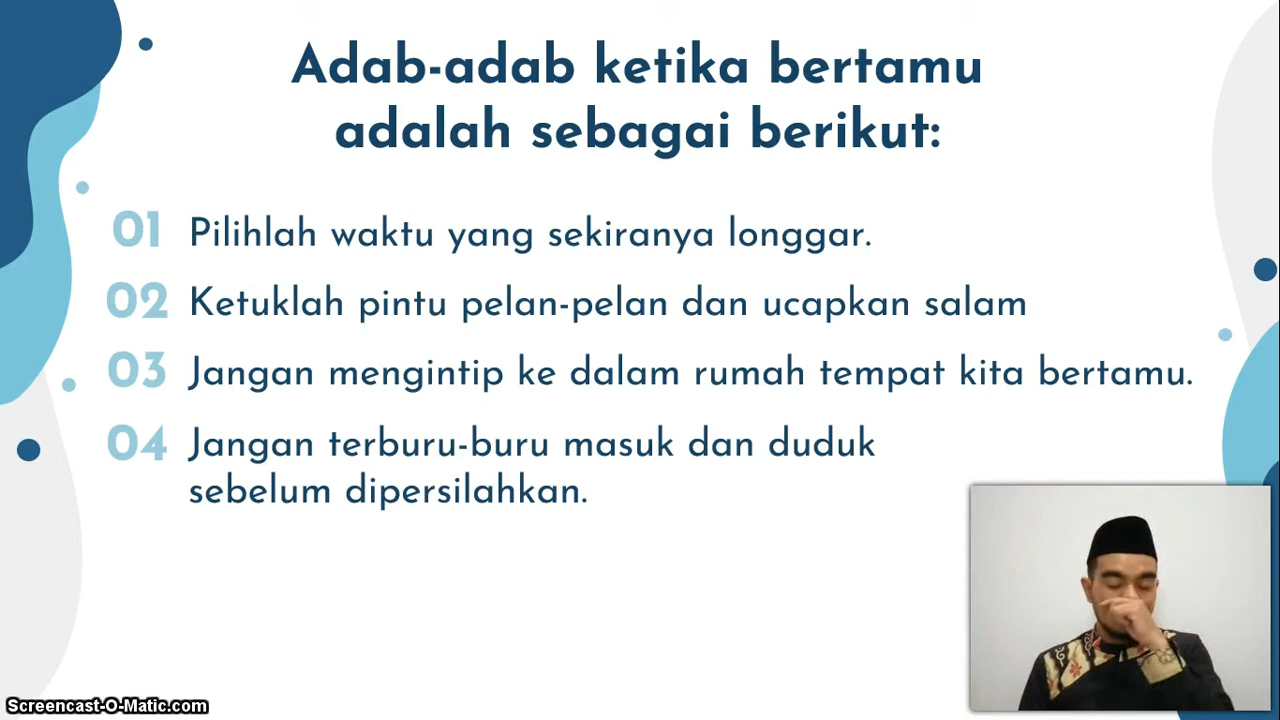 Adab-adab ketika bertamu
adalah sebagai berikut:
01 Pilihlah waktu yang sekiranya longgar.
02 Ketuklah pintu pelan-pelan dan ucapkan salam
03 Jangan mengintip ke dalam rumah tempat kita bertamu.
04 Jangan terburu-buru masuk dan duduk
sebelum dipersilahkan.
Screencast-O-Matic.com